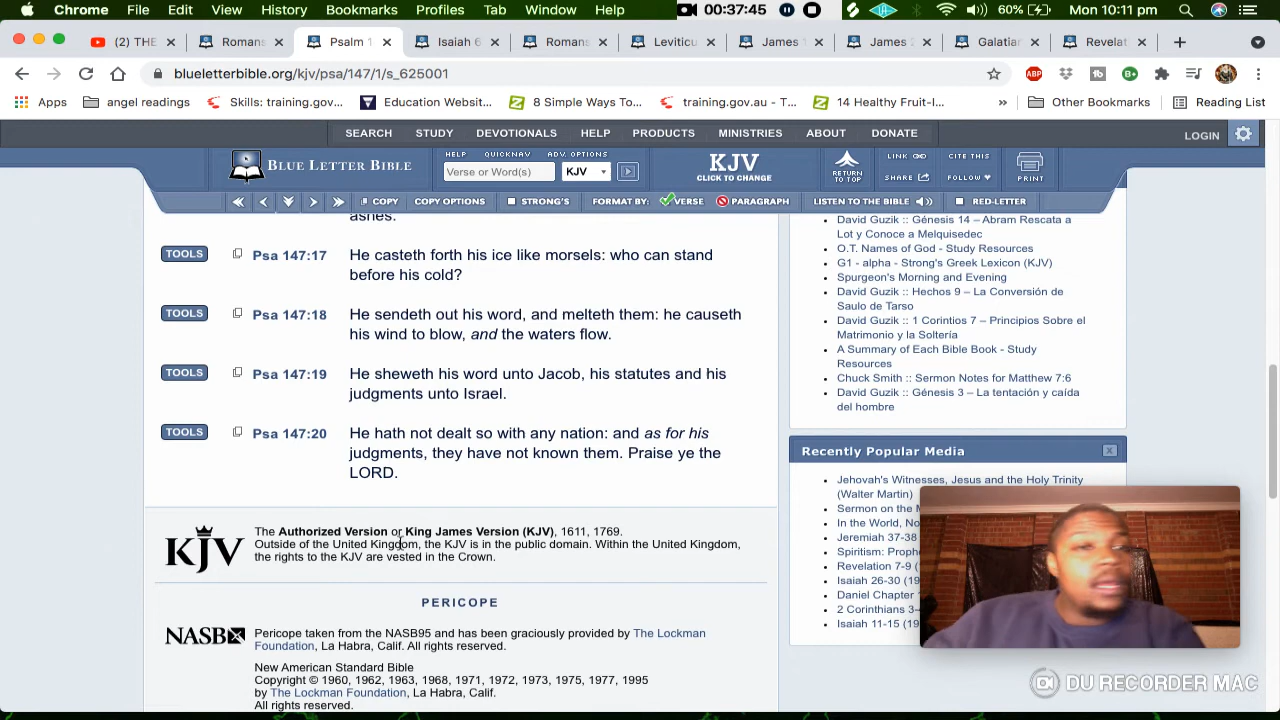 Chrome File Edit View History Bookmarks Profiles Tab Window Help 00:37:45 60% Mon 10:11 pm
(2) THE Romans Psalm 1 Isaiah 6 Romans Leviticu James 1 James Galatian Revelat
blueletterbible.org/kjv/psa/147/1/s_625001
Apps angel readings Skills: training.gov... Education Websit... 8 Simple Ways To... training.gov.au - T... 14 Healthy Fruit-I... » Other Bookmarks Reading List
SEARCH STUDY DEVOTIONALS HELP PRODUCTS MINISTRIES ABOUT DONATE LOGIN
BLUE LETTER BIBLE
HELP QUICKNAV ADV. OPTIONS
Verse or Word(s) KJV
KJV
CLICK TO CHANGE
RETURN TO TOP
LINK CITE THIS
SHARE FOLLOW
PRINT
COPY COPY OPTIONS STRONG'S FORMAT BY: VERSE PARAGRAPH LISTEN TO THE BIBLE RED-LETTER
ashes.
TOOLS Psa 147:17 He casteth forth his ice like morsels: who can stand
before his cold?
TOOLS Psa 147:18 He sendeth out his word, and melteth them: he causeth
his wind to blow, and the waters flow.
TOOLS Psa 147:19 He sheweth his word unto Jacob, his statutes and his
judgments unto Israel.
TOOLS Psa 147:20 He hath not dealt so with any nation: and as for his
judgments, they have not known them. Praise ye the
LORD.
KJV
The Authorized Version or King James Version (KJV), 1611, 1769.
Outside of the United Kingdom, the KJV is in the public domain. Within the United Kingdom,
the rights to the KJV are vested in the Crown.
PERICOPE
NASB
Pericope taken from the NASB95 and has been graciously provided by The Lockman
Foundation, La Habra, Calif. All rights reserved.
New American Standard Bible
Copyright © 1960, 1962, 1963, 1968, 1971, 1972, 1973, 1975, 1977, 1995
by The Lockman Foundation, La Habra, Calif.
All rights reserved.
David Guzik :: Génesis 14 – Abram Rescata a
Lot y Conoce a Melquisedec
O.T. Names of God - Study Resources
G1 - alpha - Strong's Greek Lexicon (KJV)
Spurgeon's Morning and Evening
David Guzik :: Hechos 9 – La Conversión de
Saulo de Tarso
David Guzik :: 1 Corintios 7 – Principios Sobre el
Matrimonio y la Soltería
A Summary of Each Bible Book - Study
Resources
Chuck Smith :: Sermon Notes for Matthew 7:6
David Guzik :: Génesis 3 – La tentación y caída
del hombre
Recently Popular Media
Jehovah's Witnesses, Jesus and the Holy Trinity
(Walter Martin)
Sermon on the M
In the World, No
Jeremiah 37-38
Spiritism: Proph
Revelation 7-9 (
Isaiah 26-30 (19
Daniel Chapter
2 Corinthians 3-
Isaiah 11-15 (19
DU RECORDER MAC